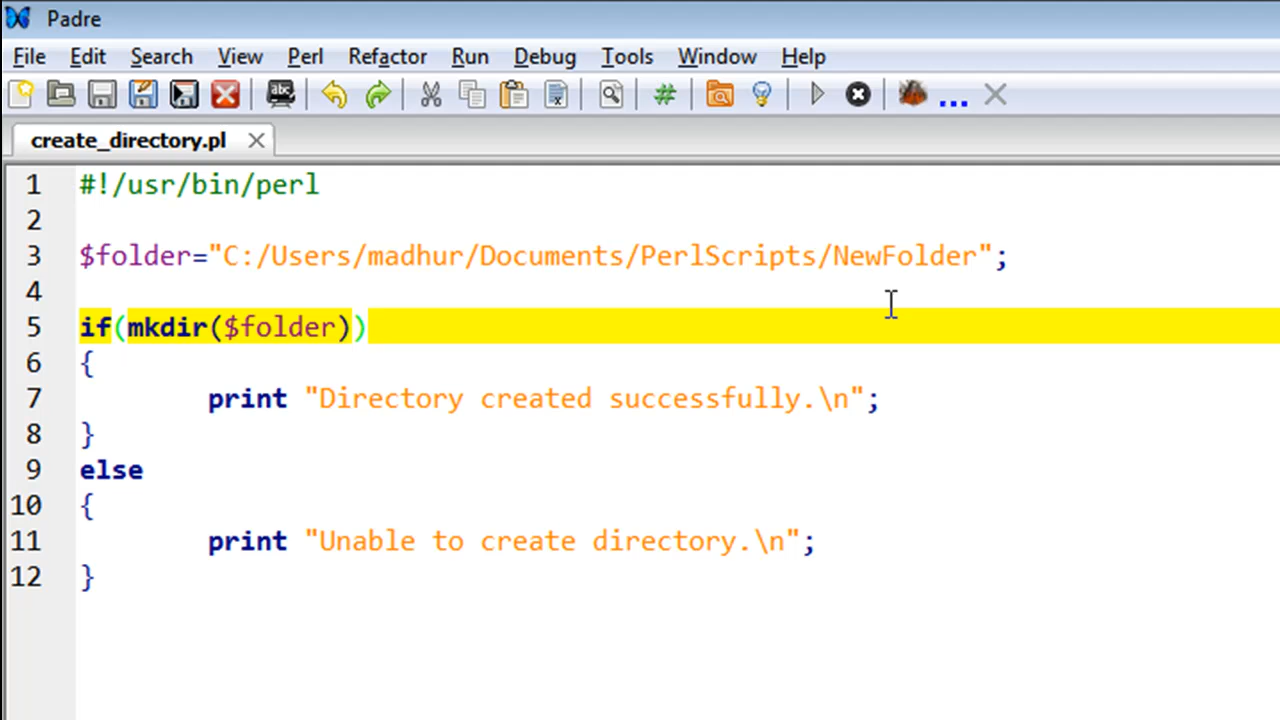 Padre
File Edit Search View Perl Refactor Run Debug Tools Window Help
abc
create_directory.pl
1 #!/usr/bin/perl
2
3 $folder="C:/Users/madhur/Documents/PerlScripts/NewFolder";
4
5 if(mkdir($folder))
6 {
7 print "Directory created successfully.\n";
8 }
9 else
10 {
11 print "Unable to create directory.\n";
12 }